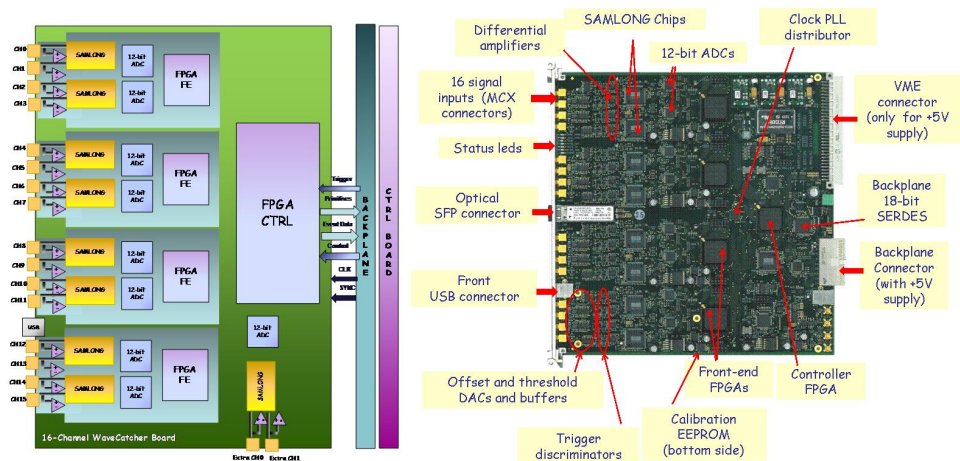 CH0
SAMLONG
12-bit
ADC
CH1
FPGA
FE
CH2
SAMLONG
12-bit
ADC
CH3
CH4
SAMLONG
12-bit
ADC
CH5
FPGA
FE
CH6
SAMLONG
12-bit
ADC
CH7
CH8
SAMLONG
12-bit
ADC
CH9
FPGA
FE
CH10
SAMLONG
12-bit
ADC
CH11
USB
CH12
SAMLONG
12-bit
ADC
CH13
FPGA
FE
CH14
SAMLONG
12-bit
ADC
CH15
FPGA
CTRL
Trigger
Primitives
Event Data
Control
CLK
SYNC
BACKPLANE
CTRL BOARD
12-bit
ADC
SAMLONG
Extra CH0
Extra CH1
16-Channel WaveCatcher Board
Differential
amplifiers
SAMLONG Chips
12-bit ADCs
Clock PLL
distributor
16 signal
inputs (MCX
connectors)
Status leds
Optical
SFP connector
Front
USB connector
Offset and threshold
DACs and buffers
Trigger
discriminators
Calibration
EEPROM
(bottom side)
Front-end
FPGAs
Controller
FPGA
VME
connector
(only for +5V
supply)
Backplane
18-bit
SERDES
Backplane
Connector
(with +5V
supply)